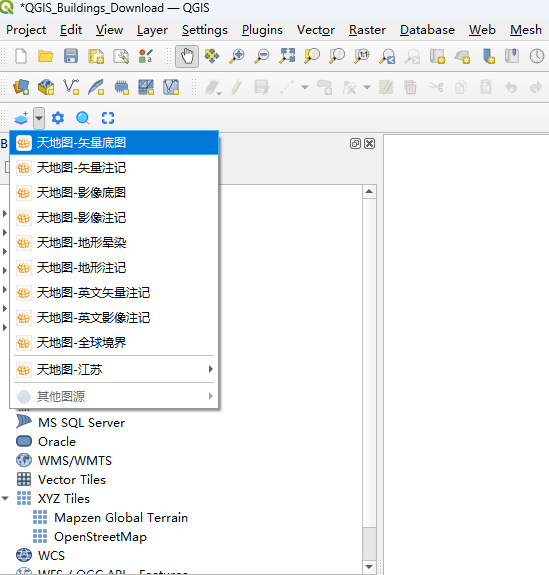 *QGIS_Buildings_Download — QGIS
Project Edit View Layer Settings Plugins Vector Raster Database Web Mesh
天地图-矢量底图
天地图-矢量注记
天地图-影像底图
天地图-影像注记
天地图-地形晕染
天地图-地形注记
天地图-英文矢量注记
天地图-英文影像注记
天地图-全球境界
天地图-江苏
其他图源
MS SQL Server
Oracle
WMS/WMTS
Vector Tiles
XYZ Tiles
Mapzen Global Terrain
OpenStreetMap
WCS
WFS / OGC API - Features